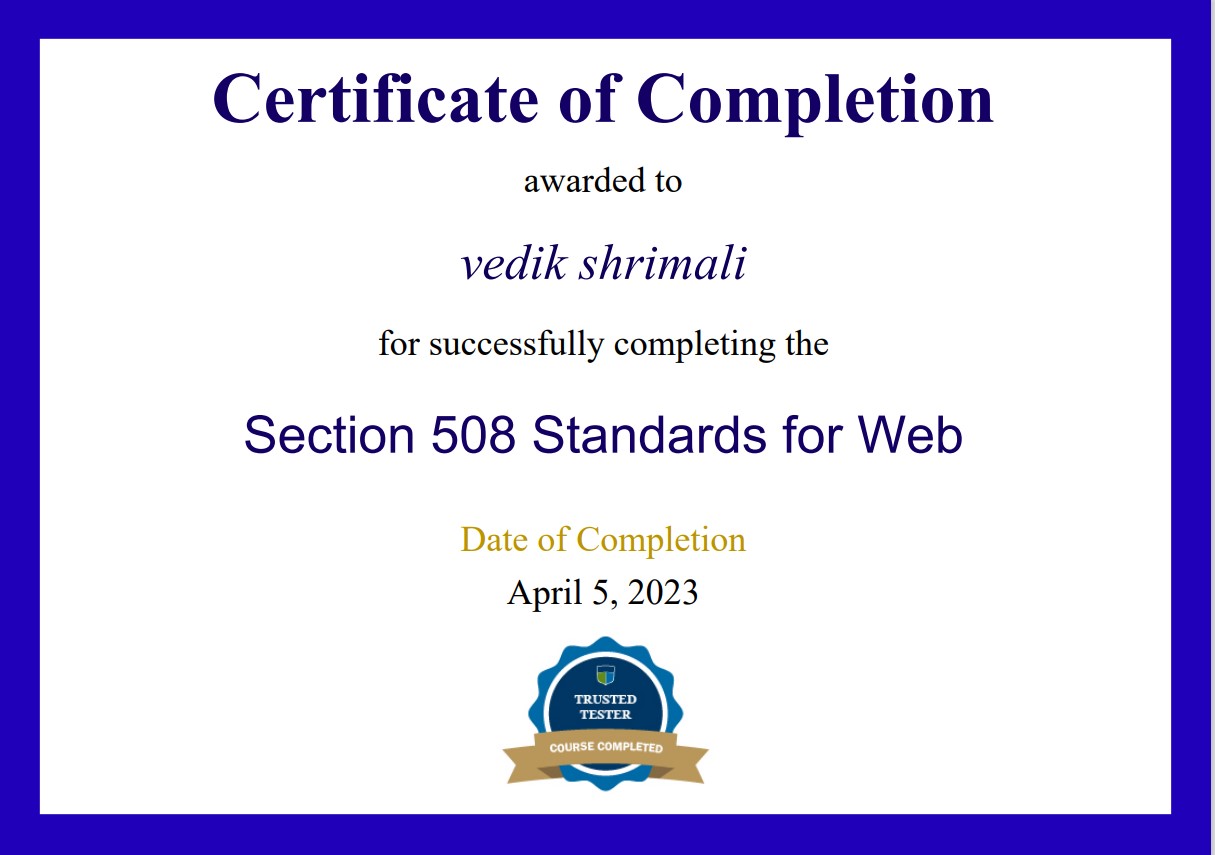 Certificate of Completion
awarded to
vedik shrimali
for successfully completing the
Section 508 Standards for Web
Date of Completion
April 5, 2023
TRUSTED
TESTER
COURSE COMPLETED